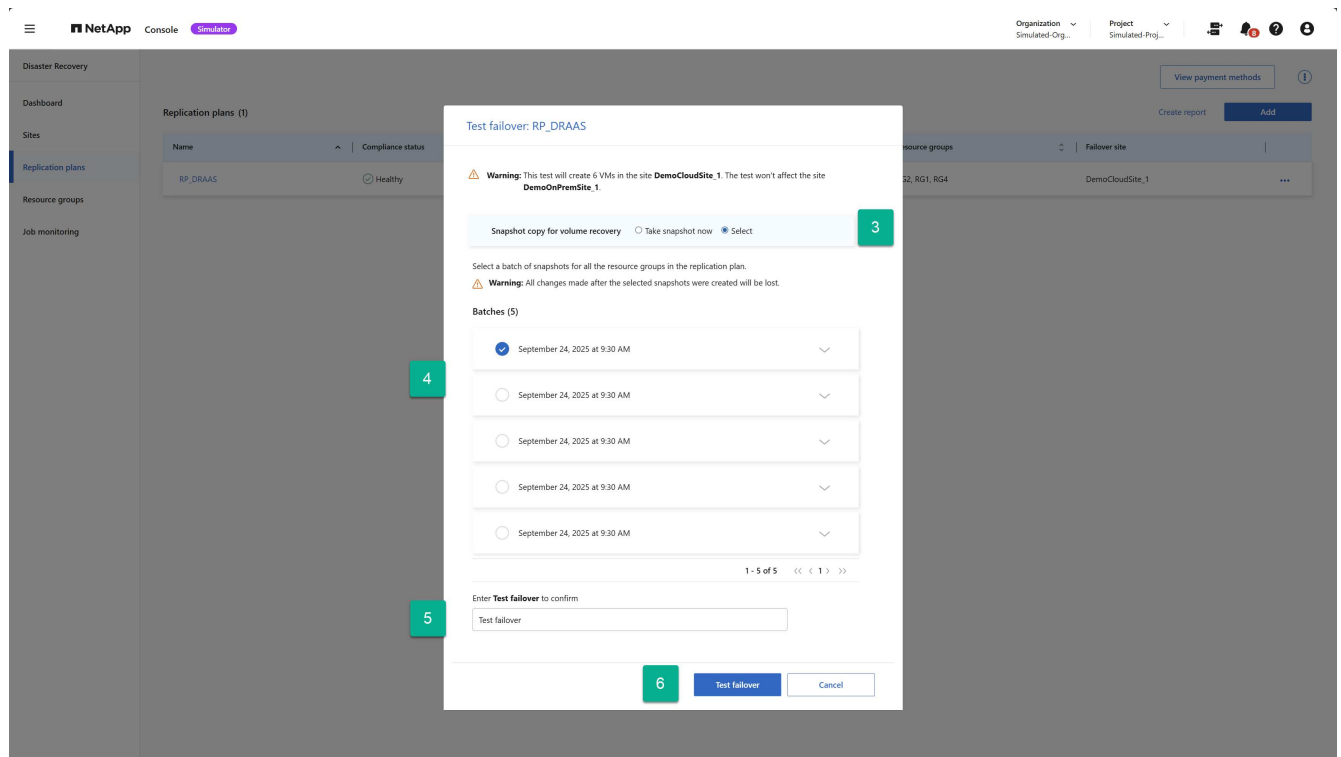 NetApp Console Simulator
Organization
Simulated-Org...
Project
Simulated-Proj...
8
Disaster Recovery
Dashboard
Sites
Replication plans
Resource groups
Job monitoring
View payment methods
Replication plans (1)
Create report
Add
Name
Compliance status
Failover site
RP_DRAAS
Healthy
RG1, RG4
DemoCloudSite_1
Test failover: RP_DRAAS
Warning: This test will create 6 VMs in the site DemoCloudSite_1. The test won't affect the site
DemoOnPremSite_1.
Snapshot copy for volume recovery Take snapshot now Select
3
Select a batch of snapshots for all the resource groups in the replication plan.
Warning: All changes made after the selected snapshots were created will be lost.
Batches (5)
September 24, 2025 at 9:30 AM
4
September 24, 2025 at 9:30 AM
September 24, 2025 at 9:30 AM
September 24, 2025 at 9:30 AM
September 24, 2025 at 9:30 AM
1 - 5 of 5 << < 1 > >>
Enter Test failover to confirm
5
Test failover
6
Test failover
Cancel